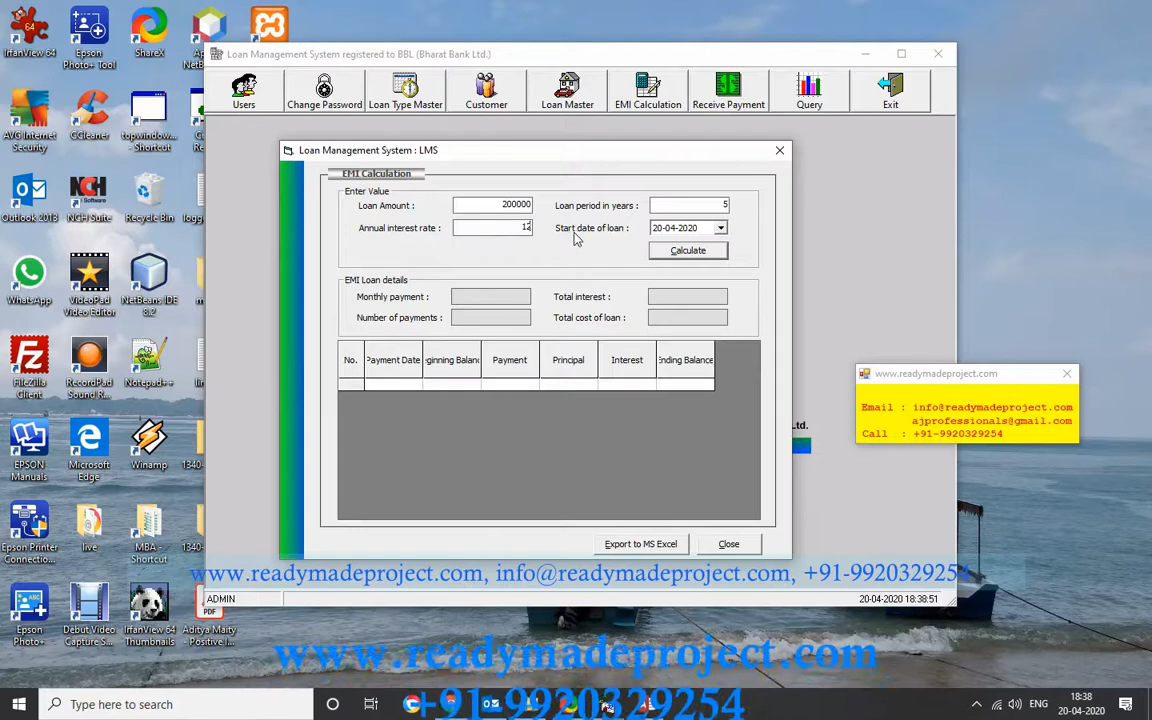 IrfanView 64
Epson
Photo+ Tool
ShareX
Loan Management System registered to BBL (Bharat Bank Ltd.)
Users
Change Password
Loan Type Master
Customer
Loan Master
EMI Calculation
Receive Payment
Query
Exit
AVG Internet
Security
CCleaner
topwindow...
- Shortcut
Loan Management System : LMS
EMI Calculation
Enter Value
Loan Amount : 200000 Loan period in years : 5
Annual interest rate : 12 Start date of loan : 20-04-2020
Calculate
Outlook 2013
NCH Suite
Recycle Bin
EMI Loan details
Monthly payment : Total interest :
Number of payments : Total cost of loan :
WhatsApp
VideoPad
Video Editor
NetBeans IDE
8.2
No. Payment Date Payment Principal Interest Ending Balance
www.readymadeproject.com
Email : info@readymadeproject.com
ajprofessionals@gmail.com
Call : +91-9920329254
Ltd.
FileZilla
Client
RecordPad
Sound R...
Notepad++
EPSON
Manuals
Microsoft
Edge
Winamp
1340-
Epson Printer
Connectio...
live
MBA -
Shortcut
1340-
Export to MS Excel
Close
www.readymadeproject.com, info@readymadeproject.com, +91-9920329254
ADMIN
20-04-2020 18:38:51
Epson
Photo+
Debut Video
Capture S...
IrfanView 64
Thumbnails
PDF
Aditya Maity
- Positive I...
www.readymadeproject.com
+91-9920329254
Type here to search
ENG
18:38
20-04-2020